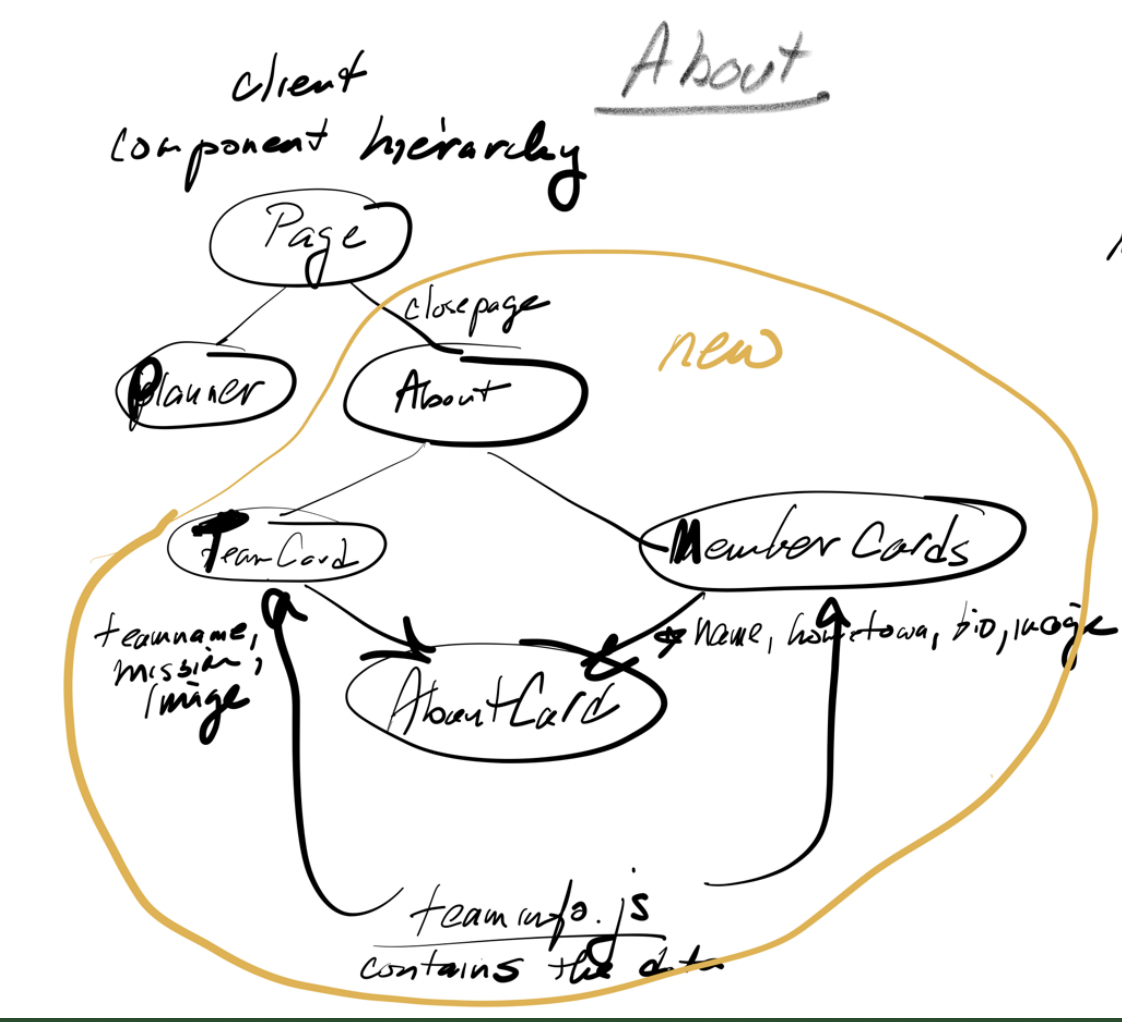 About
client
component hierarchy
Page
closepage
new
Planner
About
TeamCard
Member Cards
teamname,
mission,
image
name, hometown, bio, image
AboutCard
teaminfo.js
contains the data